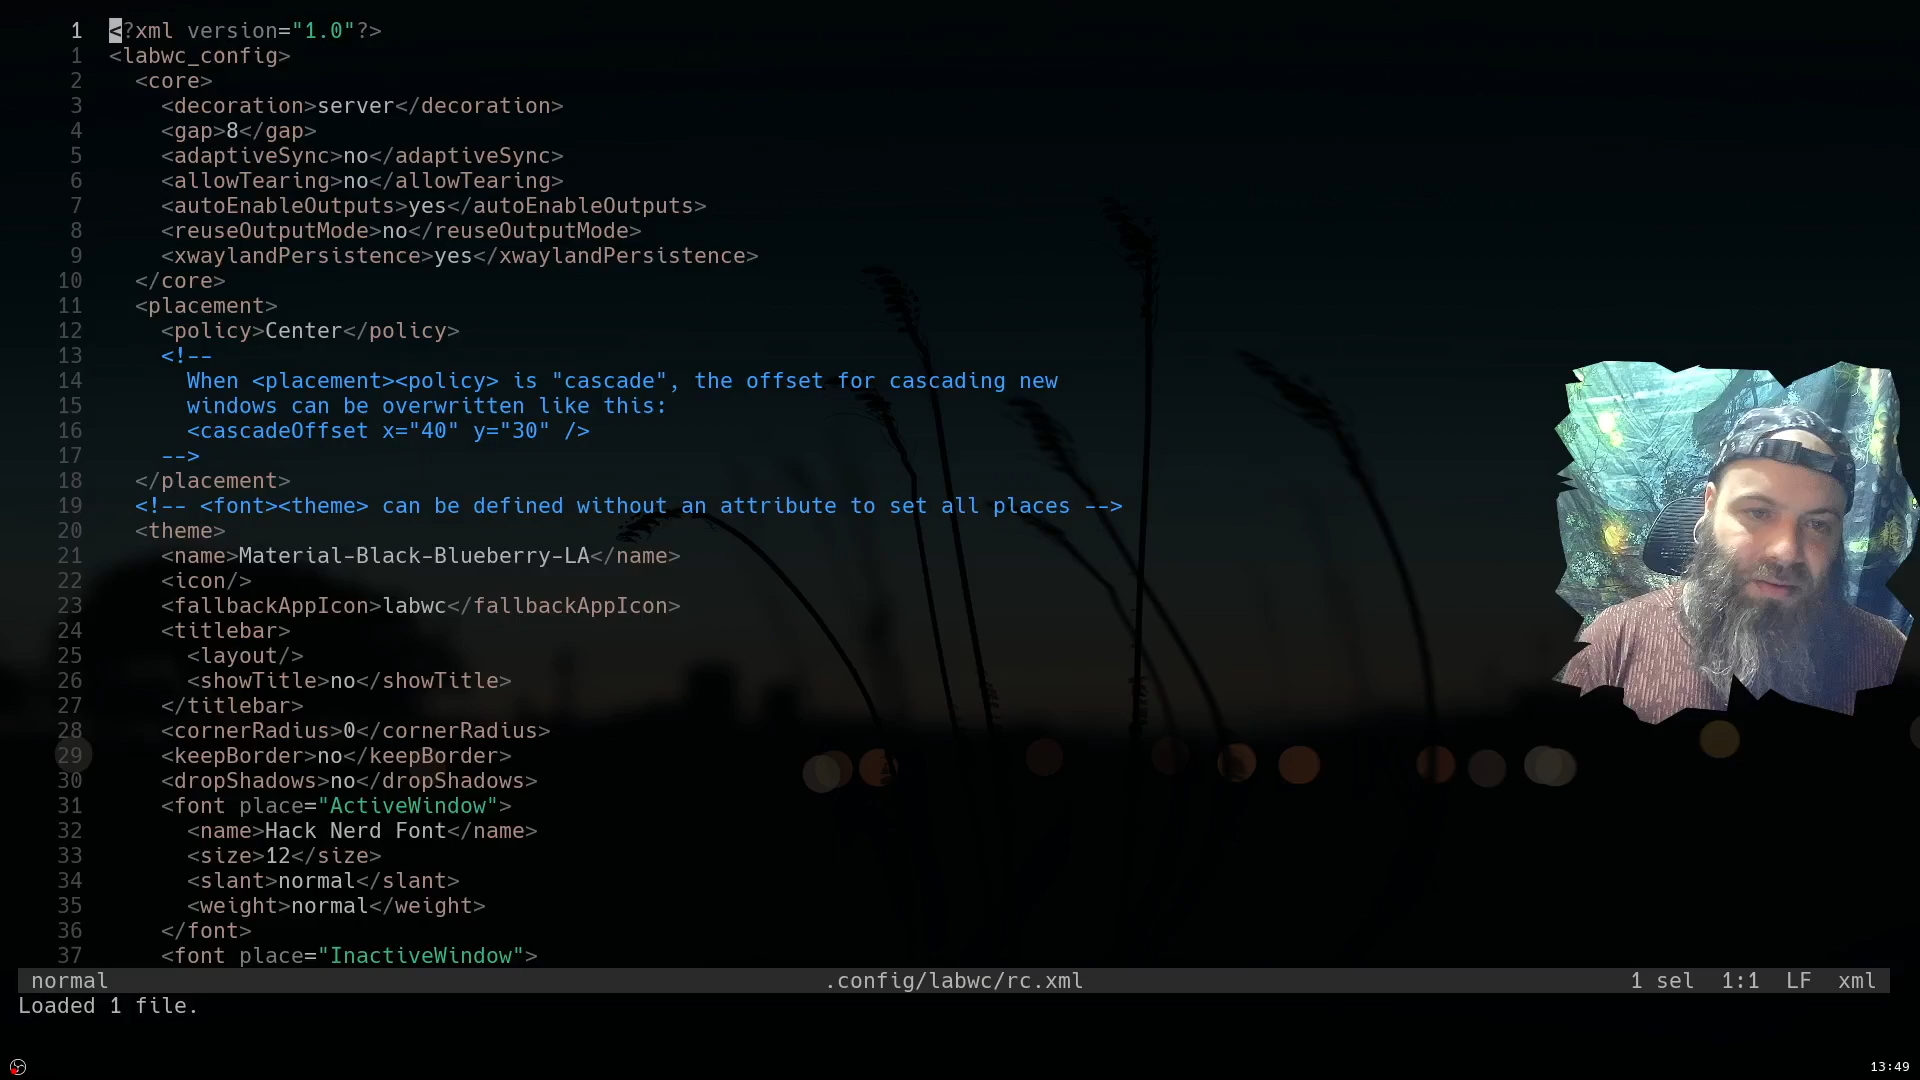 1 <?xml version="1.0"?>
1 <labwc_config>
2   <core>
3     <decoration>server</decoration>
4     <gap>8</gap>
5     <adaptiveSync>no</adaptiveSync>
6     <allowTearing>no</allowTearing>
7     <autoEnableOutputs>yes</autoEnableOutputs>
8     <reuseOutputMode>no</reuseOutputMode>
9     <xwaylandPersistence>yes</xwaylandPersistence>
10   </core>
11   <placement>
12     <policy>Center</policy>
13     <!--
14       When <placement><policy> is "cascade", the offset for cascading new
15       windows can be overwritten like this:
16       <cascadeOffset x="40" y="30" />
17     -->
18   </placement>
19   <!-- <font><theme> can be defined without an attribute to set all places -->
20   <theme>
21     <name>Material-Black-Blueberry-LA</name>
22     <icon/>
23     <fallbackAppIcon>labwc</fallbackAppIcon>
24     <titlebar>
25       <layout/>
26       <showTitle>no</showTitle>
27     </titlebar>
28     <cornerRadius>0</cornerRadius>
29     <keepBorder>no</keepBorder>
30     <dropShadows>no</dropShadows>
31     <font place="ActiveWindow">
32       <name>Hack Nerd Font</name>
33       <size>12</size>
34       <slant>normal</slant>
35       <weight>normal</weight>
36     </font>
37     <font place="InactiveWindow">
normal .config/labwc/rc.xml 1 sel 1:1 LF xml
Loaded 1 file.
13:49